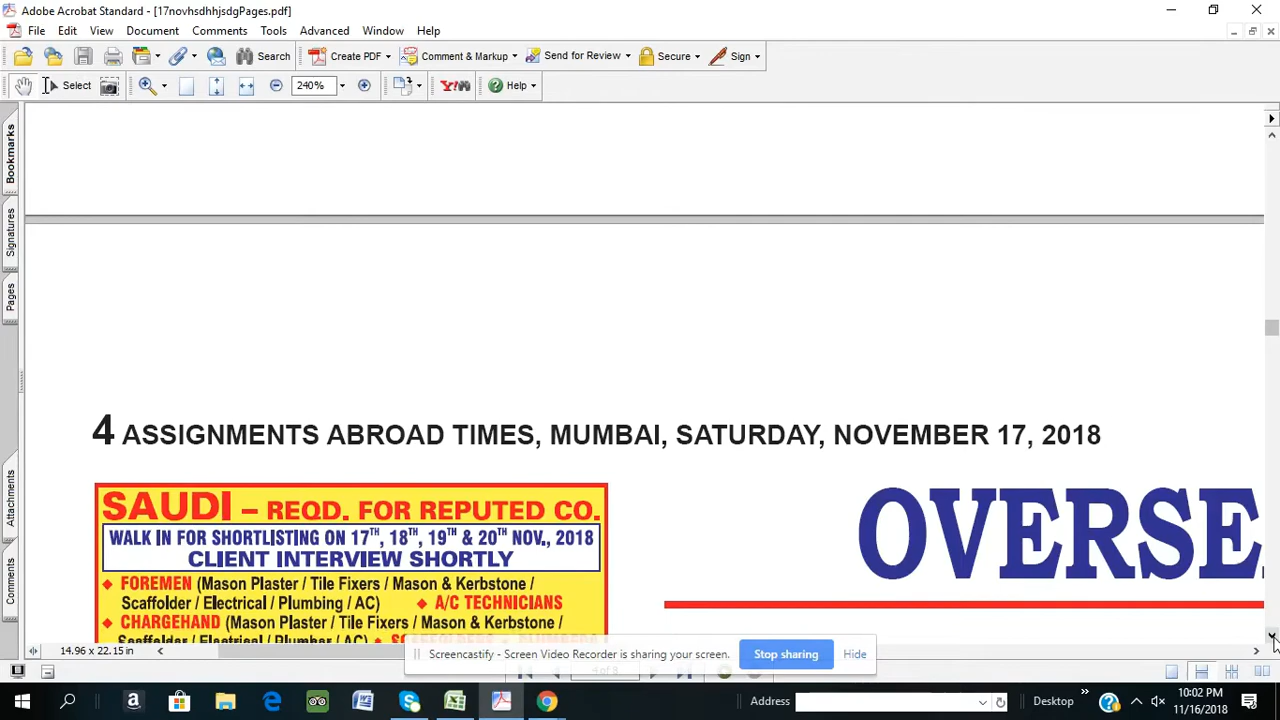 Adobe Acrobat Standard - [17novhsdhhjsdgPages.pdf]
File Edit View Document Comments Tools Advanced Window Help
Search Create PDF Comment & Markup Send for Review Secure Sign
Select 240% Y! Help
Bookmarks
Signatures
Pages
Attachments
Comments
4 ASSIGNMENTS ABROAD TIMES, MUMBAI, SATURDAY, NOVEMBER 17, 2018
SAUDI – REQD. FOR REPUTED CO.
WALK IN FOR SHORTLISTING ON 17TH, 18TH, 19TH & 20TH NOV., 2018
CLIENT INTERVIEW SHORTLY
◆ FOREMEN (Mason Plaster / Tile Fixers / Mason & Kerbstone /
Scaffolder / Electrical / Plumbing / AC) ◆ A/C TECHNICIANS
◆ CHARGEHAND (Mason Plaster / Tile Fixers / Mason & Kerbstone /
Scaffolder / Electrical / Plumber / AC)
OVERSE
14.96 x 22.15 in
Screencastify - Screen Video Recorder is sharing your screen. Stop sharing Hide
Address Desktop
10:02 PM
11/16/2018